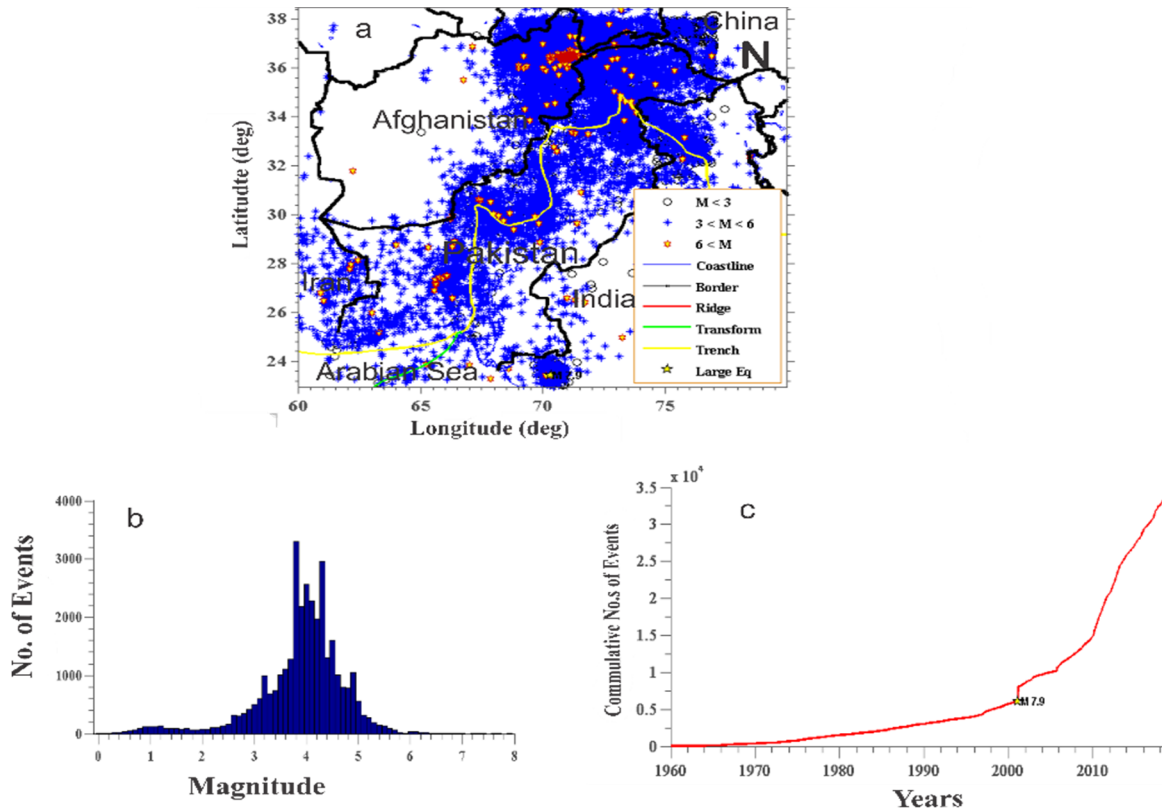 a
China
N
Afghanistan
Pakistan
Iran
India
Arabian Sea
M 7.9
38
36
34
32
30
28
26
24
60
65
70
75
Latitudte (deg)
Longitude (deg)
M < 3
3 < M < 6
6 < M
Coastline
Border
Ridge
Transform
Trench
Large Eq
b
4000
3000
2000
1000
0
0
1
2
3
4
5
6
7
8
No. of Events
Magnitude
c
x 10^4
3.5
3
2.5
2
1.5
1
0.5
0
1960
1970
1980
1990
2000
2010
M 7.9
Commulative No.s of Events
Years